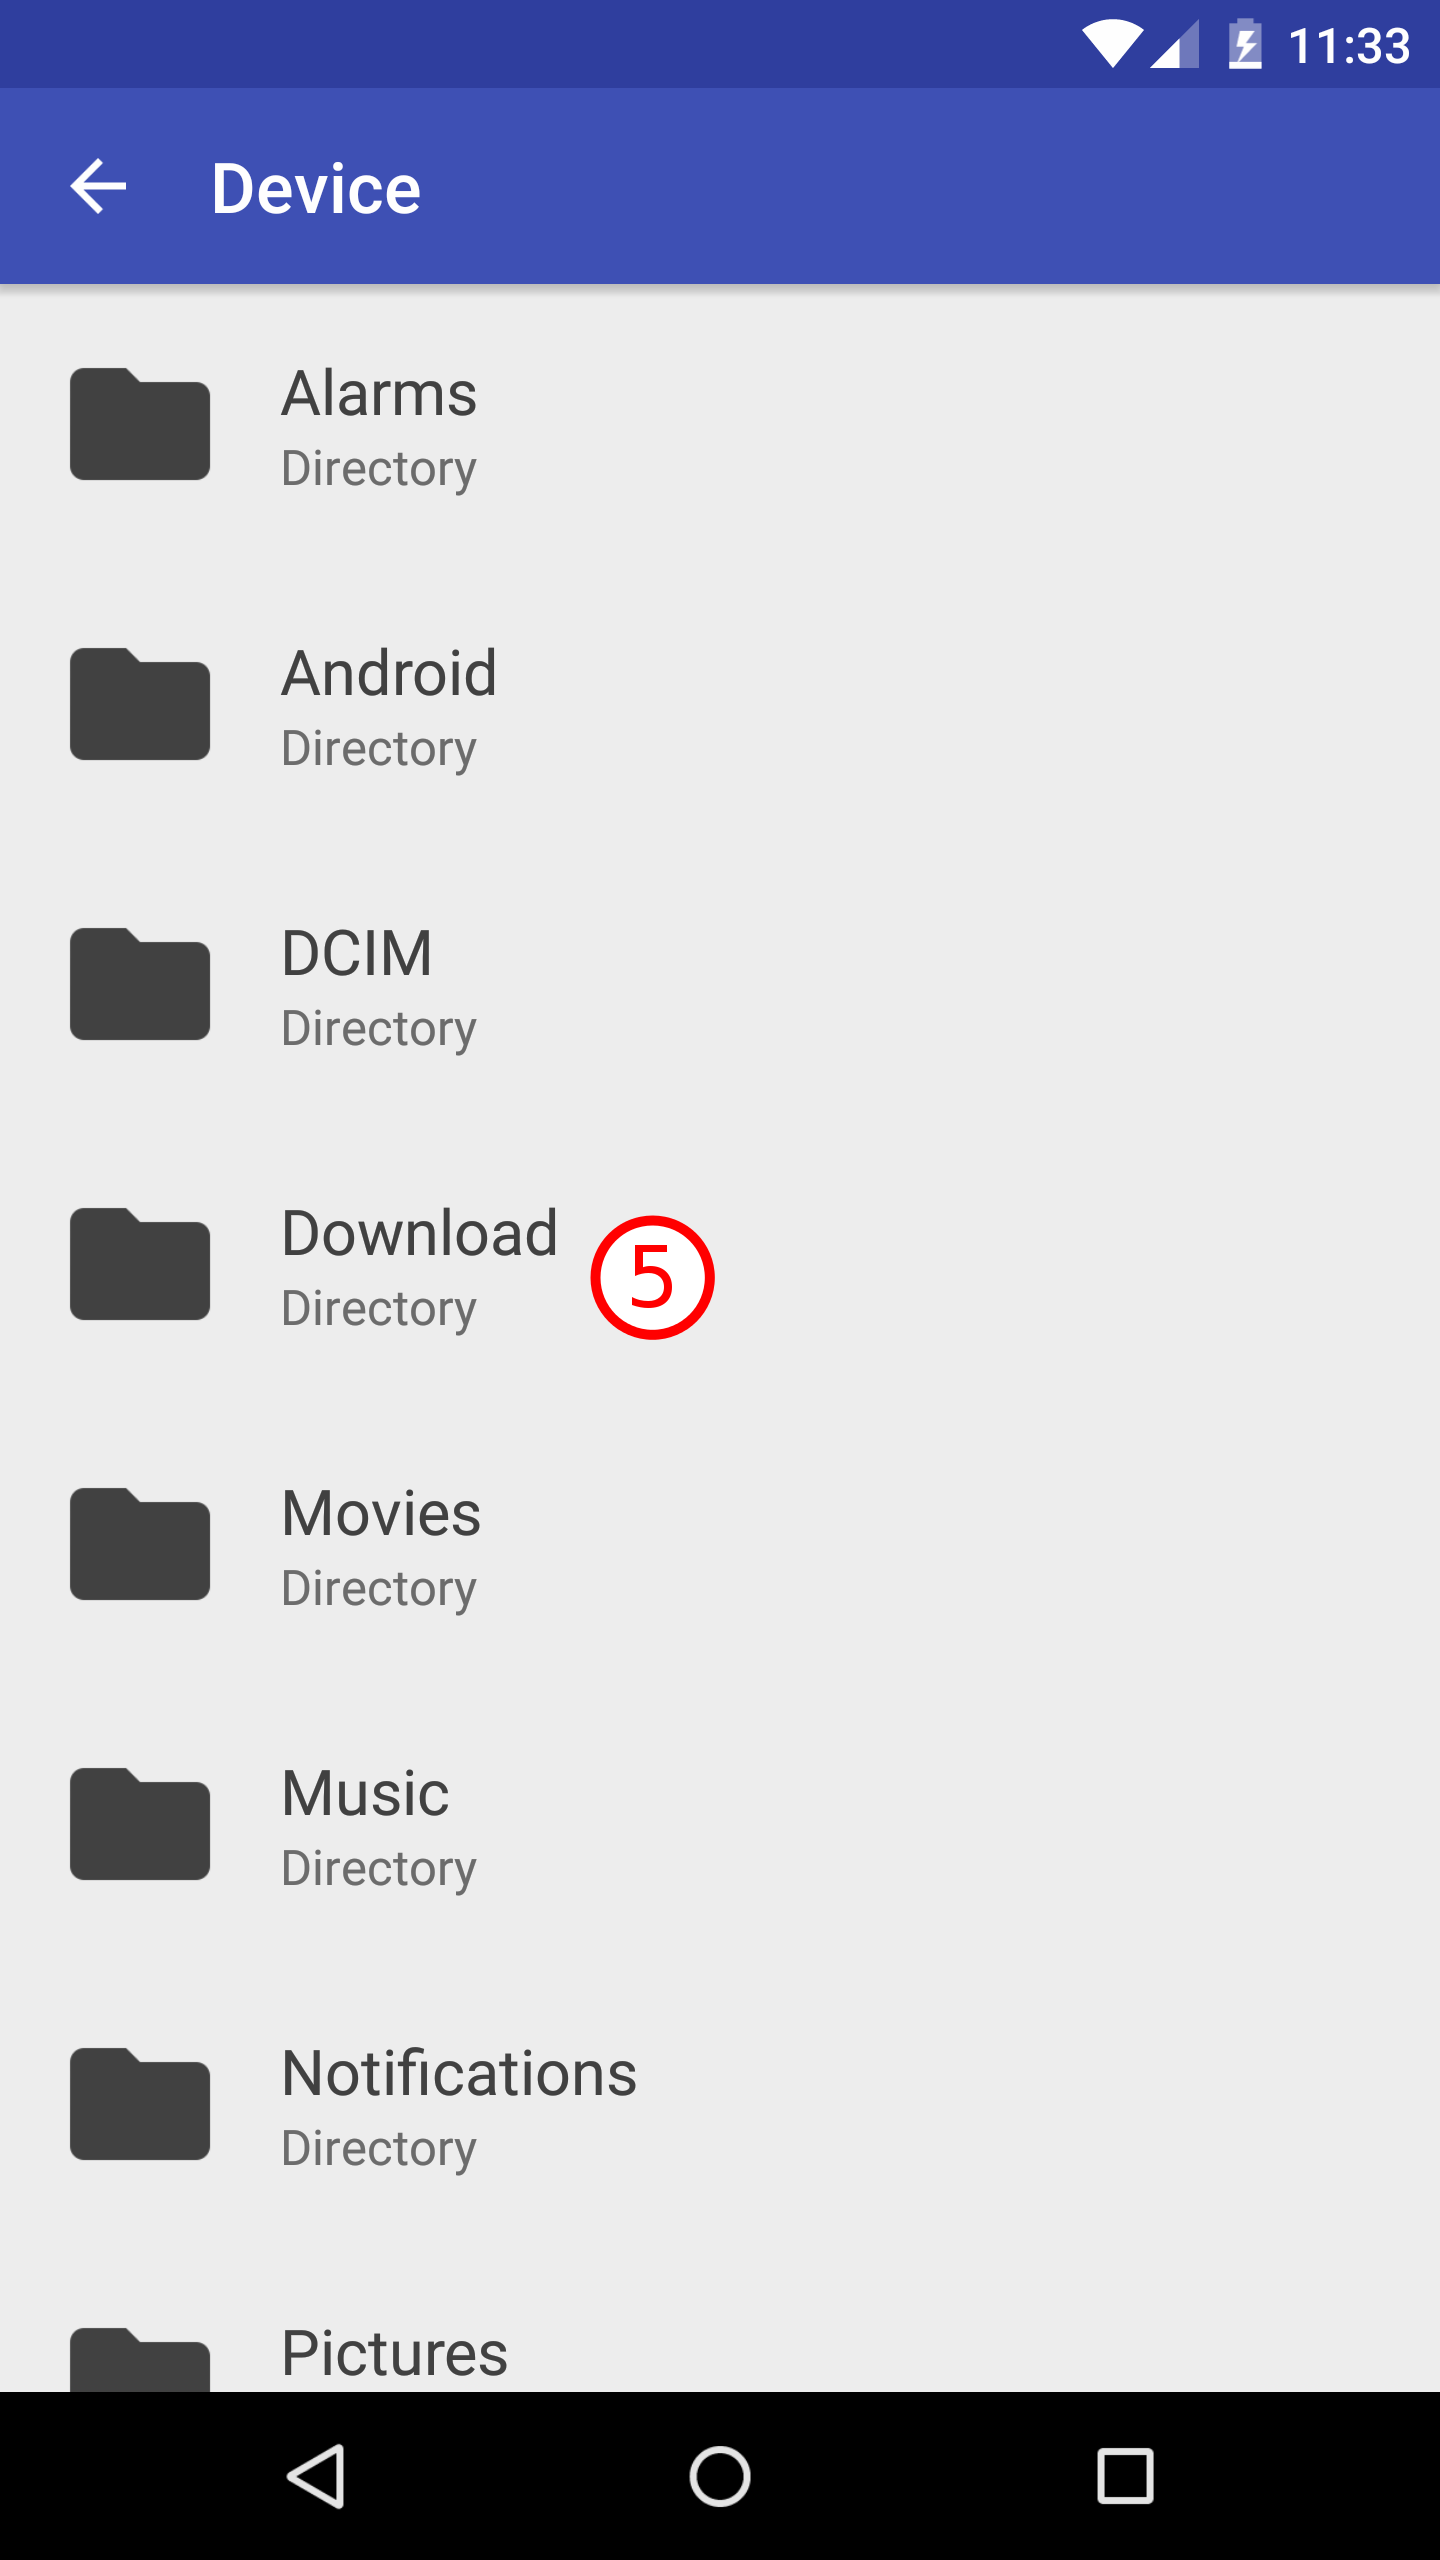 11:33
Device
Alarms
Directory
Android
Directory
DCIM
Directory
Download
Directory
5
Movies
Directory
Music
Directory
Notifications
Directory
Pictures